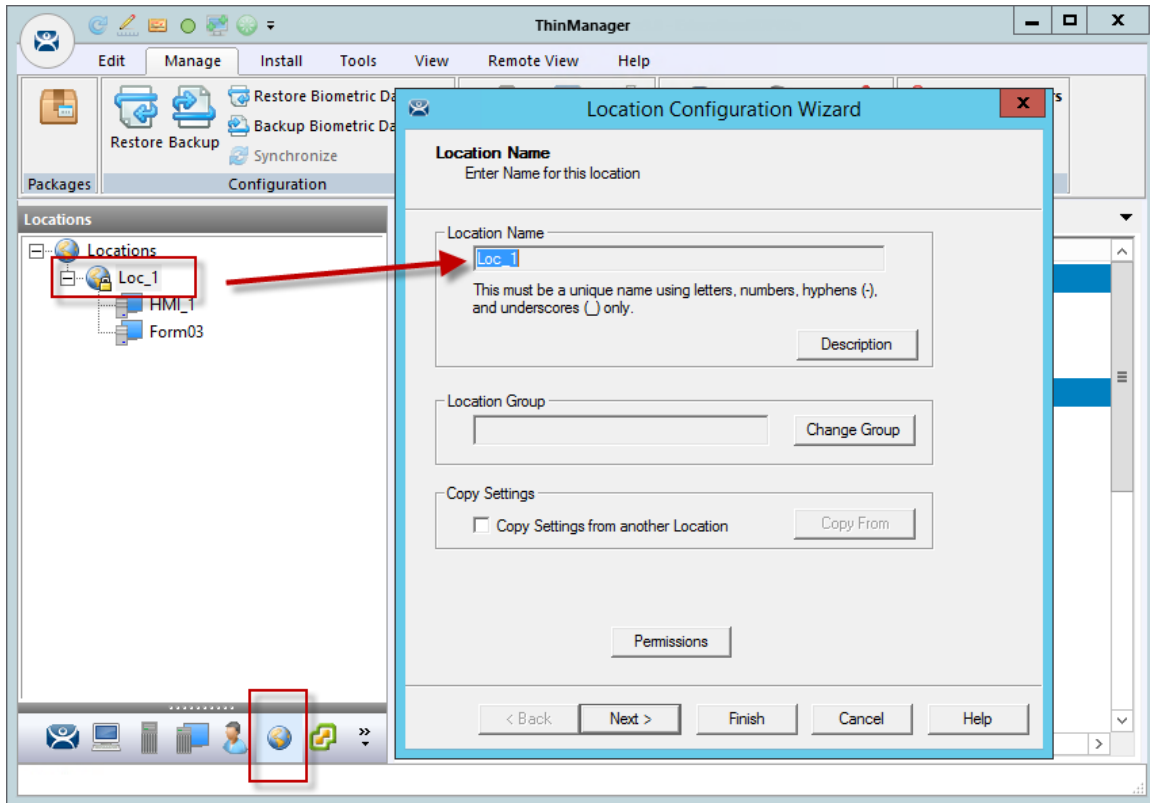 ThinManager
Edit Manage Install Tools View Remote View Help
Restore Biometric Da
Backup Biometric Da
Restore Backup
Synchronize
Packages
Configuration
Locations
Locations
Loc_1
HMI_1
Form03
Location Configuration Wizard
Location Name
Enter Name for this location
Location Name
Loc_1
This must be a unique name using letters, numbers, hyphens (-),
and underscores (_) only.
Description
Location Group
Change Group
Copy Settings
Copy Settings from another Location
Copy From
Permissions
< Back Next > Finish Cancel Help